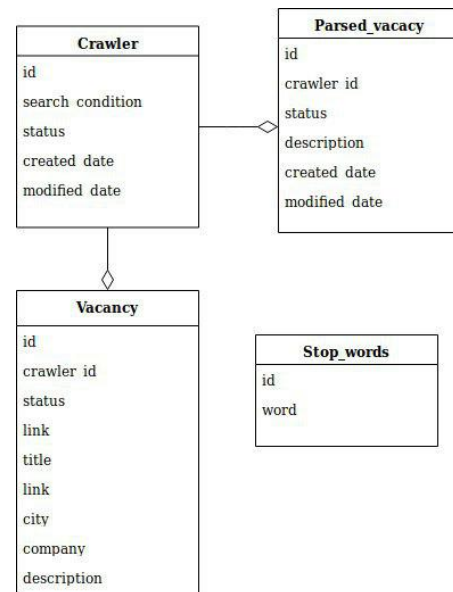 Crawler
id
search condition
status
created date
modified date
Parsed_vacacy
id
crawler id
status
description
created date
modified date
Vacancy
id
crawler id
status
link
title
link
city
company
description
Stop_words
id
word